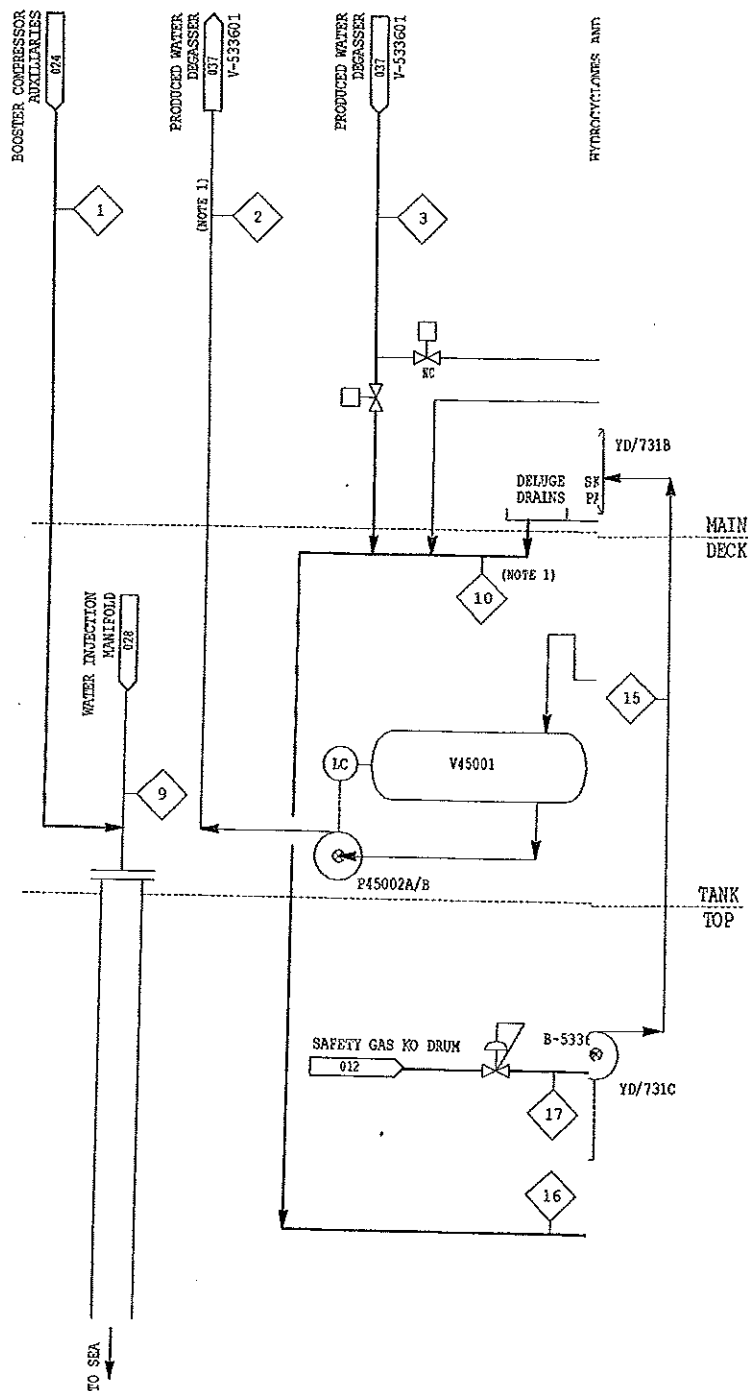 BOOSTER COMPRESSOR
AUXILIARIES
024
PRODUCED WATER
DEGASSER
037
V-533601
PRODUCED WATER
DEGASSER
037
V-533601
1
(NOTE 1)
2
3
NC
YD/731B
DELUGE
DRAINS
MAIN
DECK
(NOTE 1)
10
WATER INJECTION
MANIFOLD
028
15
LC
V45001
9
P45002A/B
TANK
TOP
SAFETY GAS KO DRUM
012
B-533
YD/731C
17
16
TO SEA